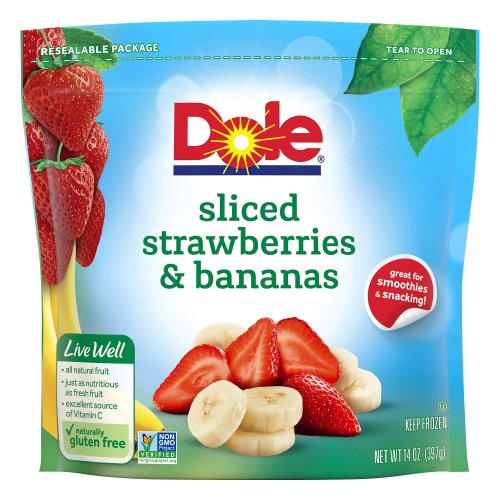 RESEALABLE PACKAGE
TEAR TO OPEN
Dole®
sliced
strawberries
& bananas
great for
smoothies
& snacking!
Live Well
• all natural fruit
• just as nutritious
as fresh fruit
• excellent source
of Vitamin C
✓ naturally
gluten free
NON
GMO
Project
VERIFIED
nongmoproject.org
KEEP FROZEN
NET WT 14 OZ. (397g)